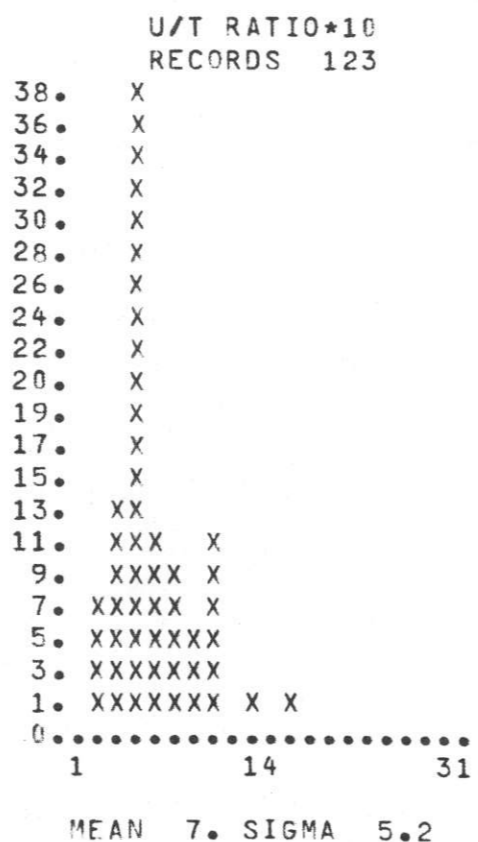 U/T RATIO*10
RECORDS 123
38. X
36. X
34. X
32. X
30. X
28. X
26. X
24. X
22. X
20. X
19. X
17. X
15. X
13. XX
11. XXX X
9. XXXX X
7. XXXXX X
5. XXXXXXX
3. XXXXXXX
1. XXXXXXX X X
0......................
1 14 31
MEAN 7. SIGMA 5.2